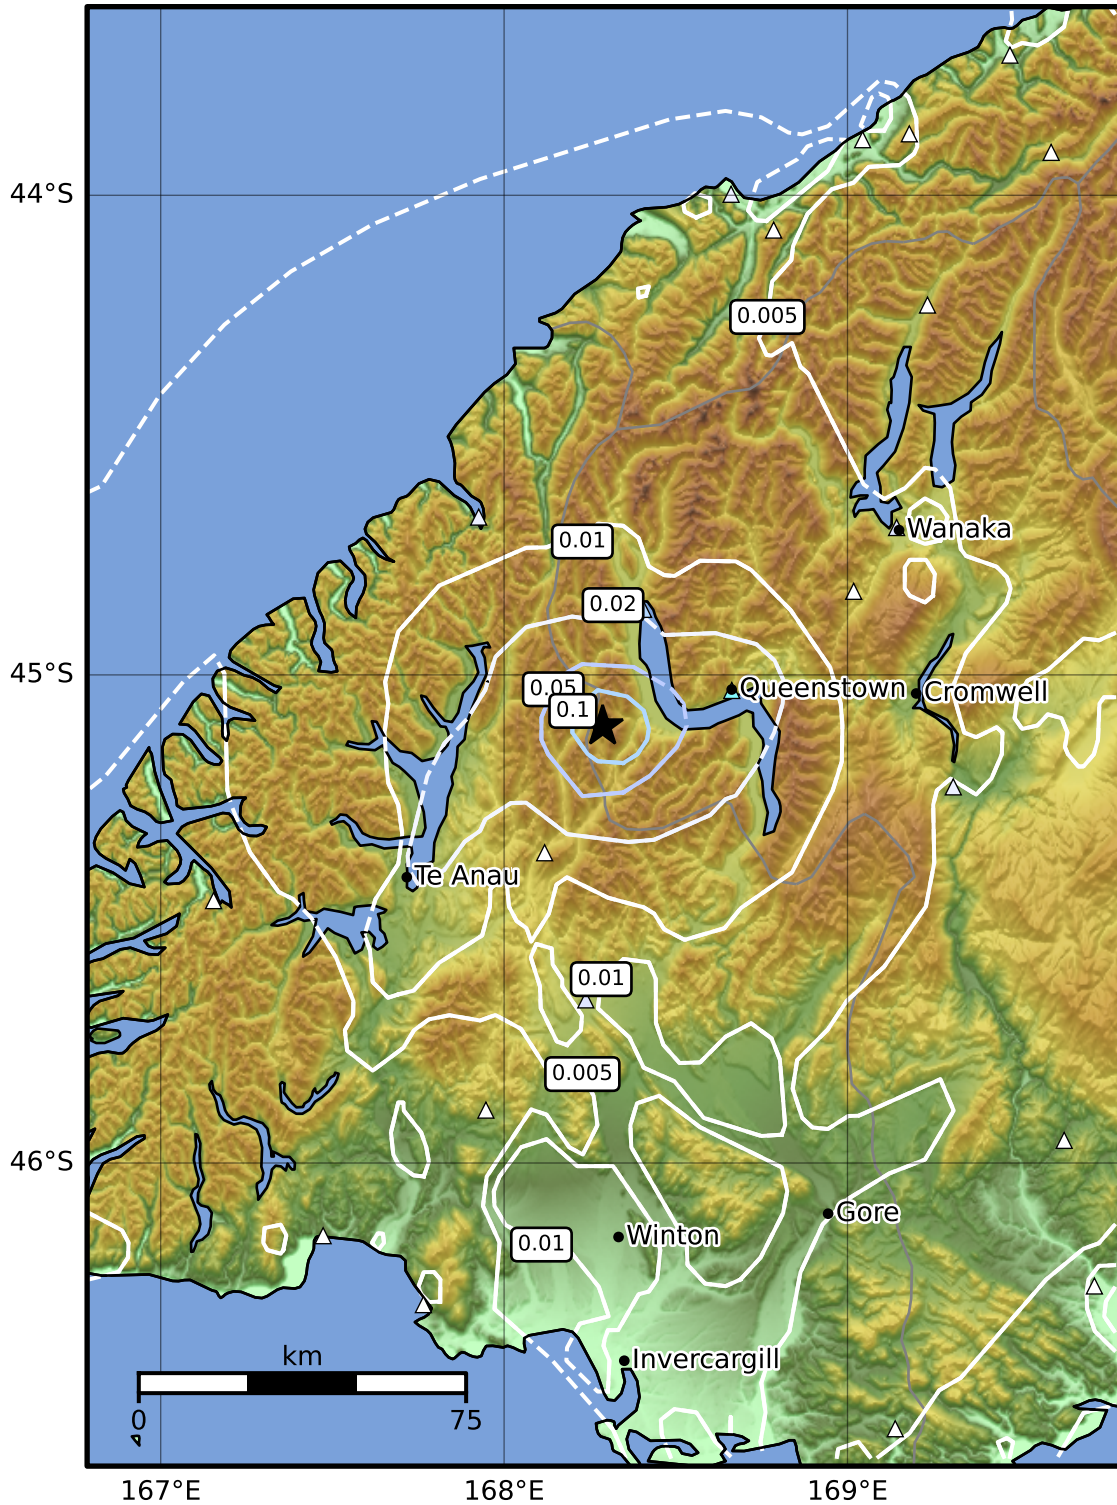 44°S
0.005
Wanaka
0.01
0.02
45°S
0.05
Queenstown
Cromwell
0.1
Te Anau
0.01
0.005
46°S
Gore
Winton
0.01
km
Invercargill
0
75
167°E
168°E
169°E